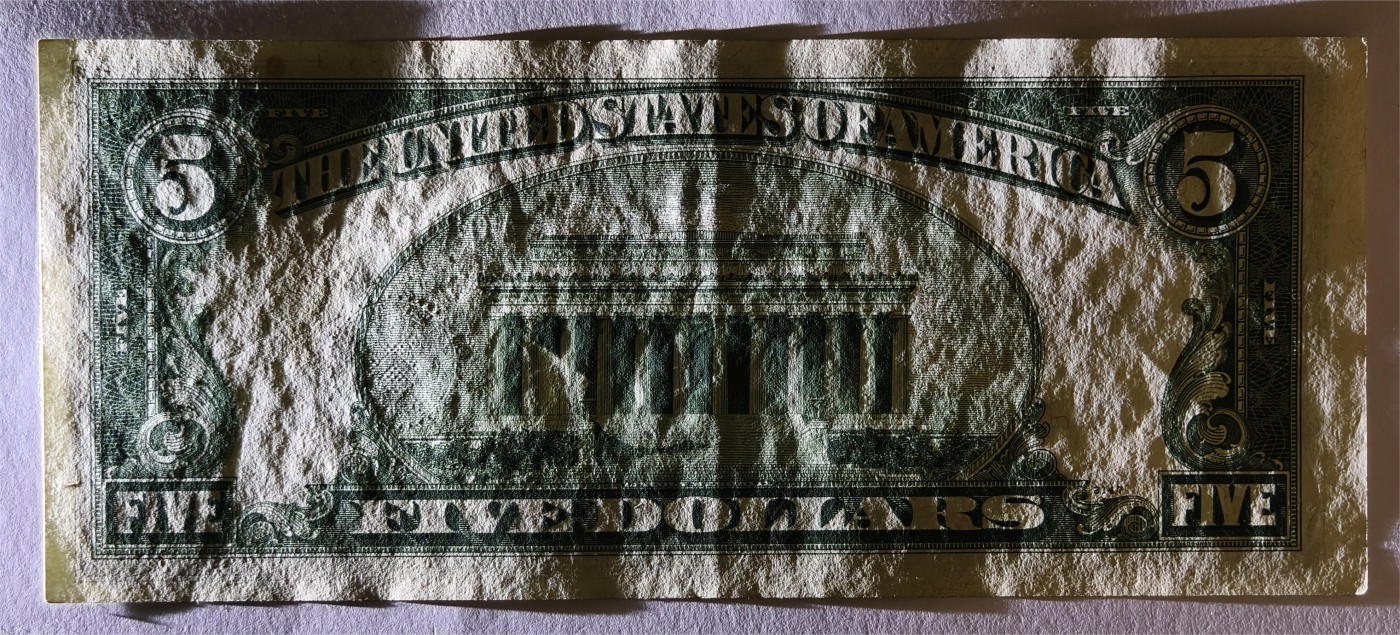 FIVE FIVE
5 THE UNITED STATES OF AMERICA 5
FIVE FIVE
FIVE FIVE DOLLARS FIVE